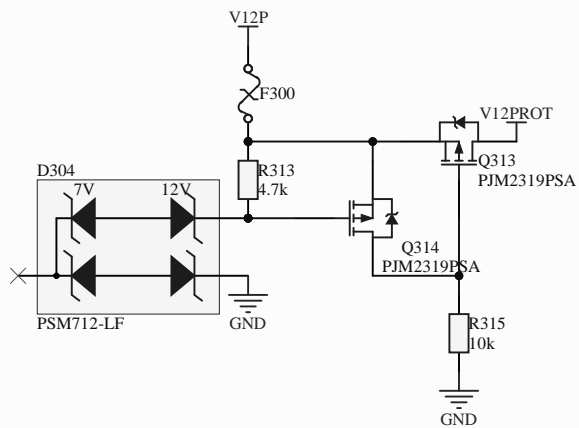 V12P
F300
V12PROT
D304
7V 12V
R313
4.7k
Q313
PJM2319PSA
Q314
PJM2319PSA
PSM712-LF
GND
R315
10k
GND